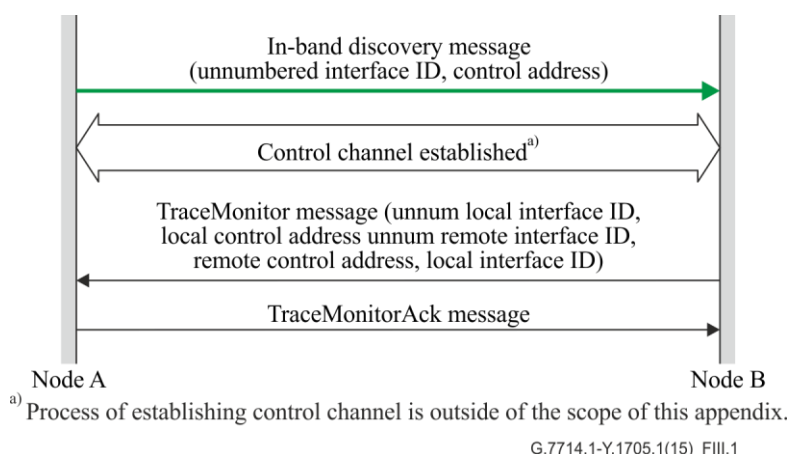 In-band discovery message
(unnumbered interface ID, control address)
Control channel established a)
TraceMonitor message (unnum local interface ID,
local control address unnum remote interface ID,
remote control address, local interface ID)
TraceMonitorAck message
Node A
Node B
a) Process of establishing control channel is outside of the scope of this appendix.
G.7714.1-Y.1705.1(15)_FIII.1